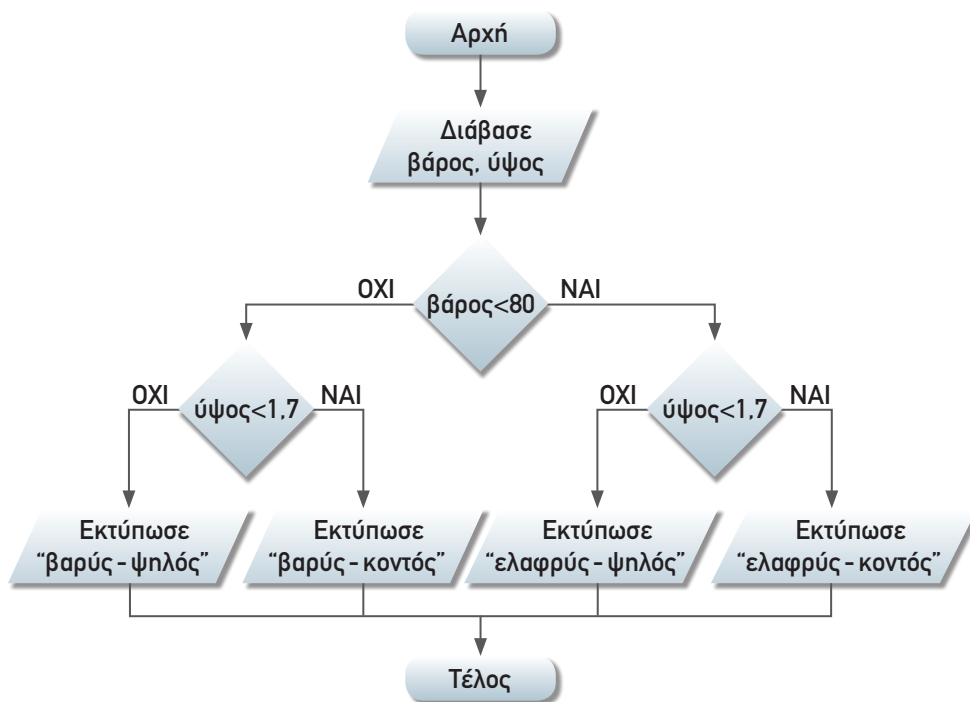 Αρχή
Διάβασε
βάρος, ύψος
ΟΧΙ
βάρος<80
ΝΑΙ
ΟΧΙ
ύψος<1,7
ΝΑΙ
ΟΧΙ
ύψος<1,7
ΝΑΙ
Εκτύπωσε
“βαρύς - ψηλός”
Εκτύπωσε
“βαρύς - κοντός”
Εκτύπωσε
“ελαφρύς - ψηλός”
Εκτύπωσε
“ελαφρύς - κοντός”
Τέλος